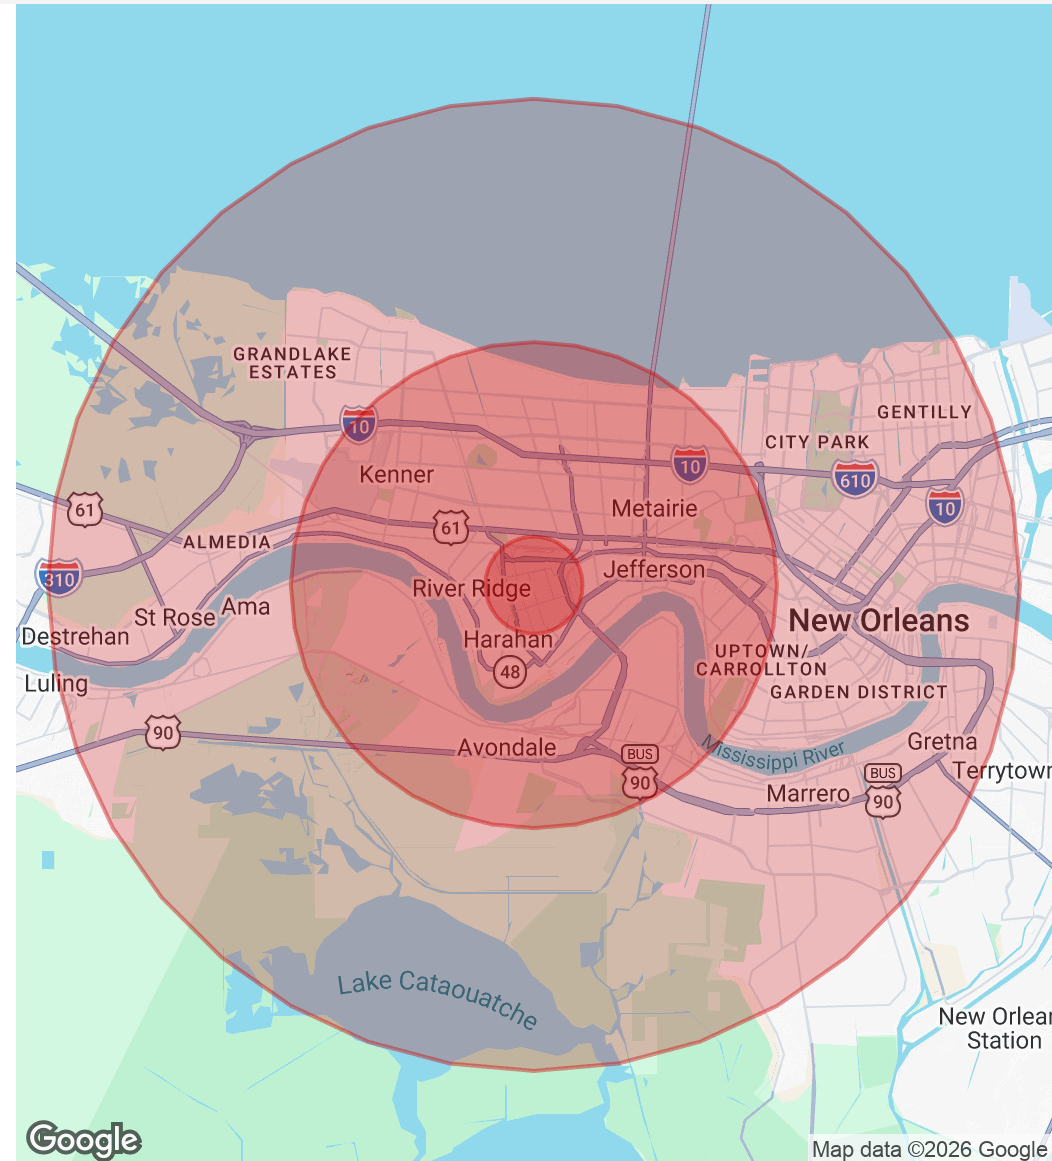 GRANDLAKE
ESTATES
GENTILLY
CITY PARK
10
10
610
10
Kenner
Metairie
61
61
ALMEDIA
310
River Ridge
Jefferson
St Rose
Ama
Destrehan
Harahan
New Orleans
48
UPTOWN/
CARROLLTON
Luling
GARDEN DISTRICT
90
Avondale
BUS
90
Mississippi River
Gretna
BUS
90
Terrytown
Marrero
Lake Cataouatche
New Orlean
Station
Google
Map data ©2026 Google